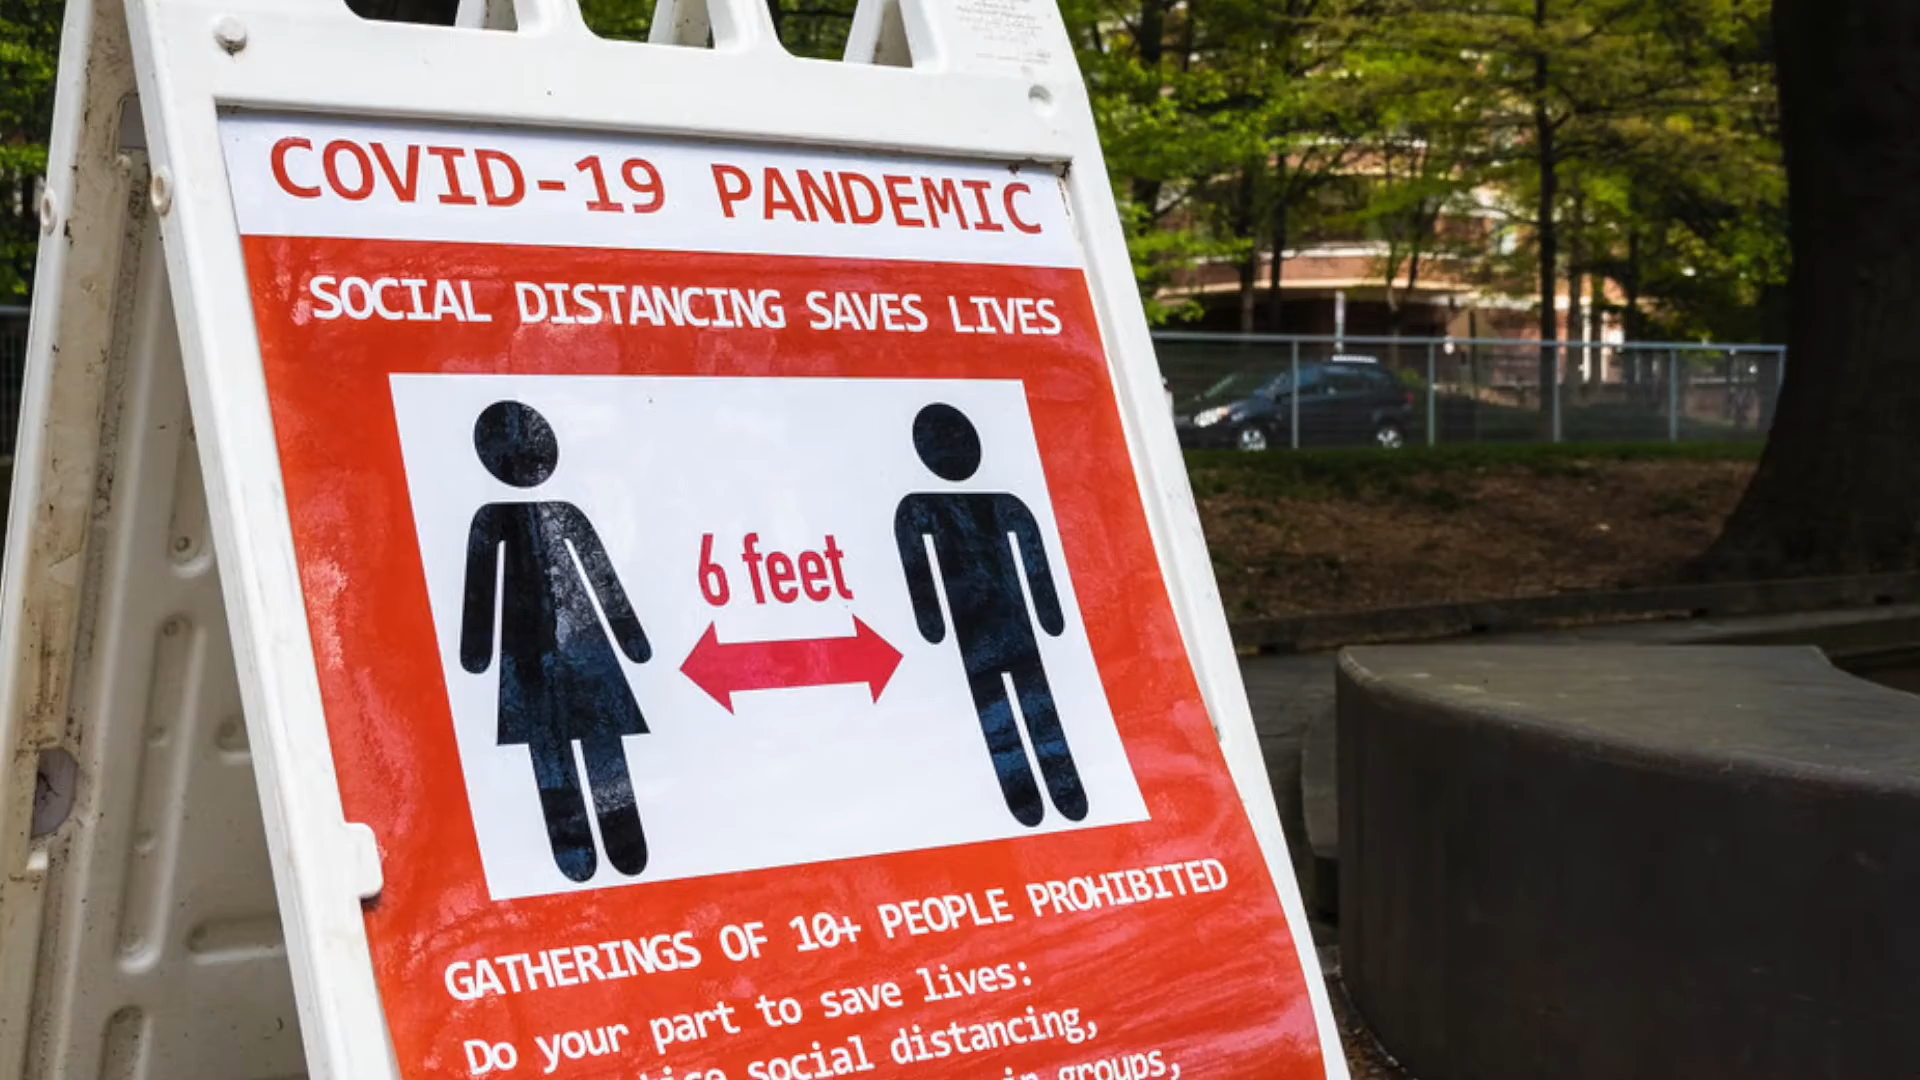 COVID-19 PANDEMIC
SOCIAL DISTANCING SAVES LIVES
6 feet
GATHERINGS OF 10+ PEOPLE PROHIBITED
Do your part to save lives:
social distancing,
in groups,